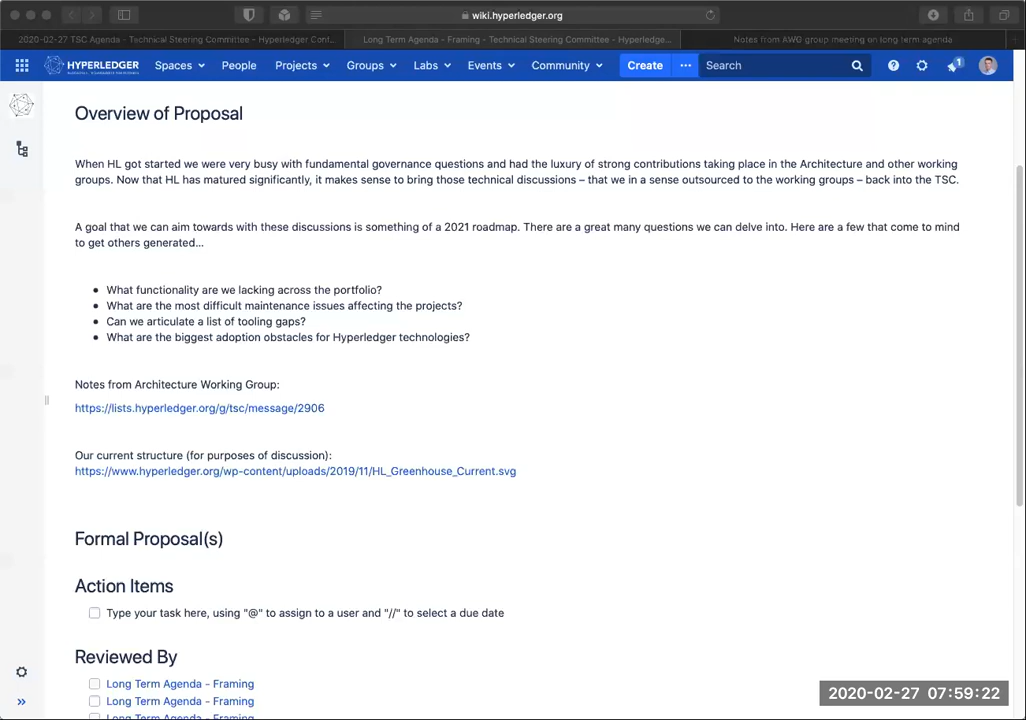 wiki.hyperledger.org
2020-02-27 TSC Agenda - Technical Steering Committee - Hyperledger Conf...
Long Term Agenda - Framing - Technical Steering Committee - Hyperledge...
Notes from AWG group meeting on long term agenda
HYPERLEDGER
Spaces
People
Projects
Groups
Labs
Events
Community
Create
Search
1
Overview of Proposal
When HL got started we were very busy with fundamental governance questions and had the luxury of strong contributions taking place in the Architecture and other working
groups. Now that HL has matured significantly, it makes sense to bring those technical discussions – that we in a sense outsourced to the working groups – back into the TSC.
A goal that we can aim towards with these discussions is something of a 2021 roadmap. There are a great many questions we can delve into. Here are a few that come to mind
to get others generated...
• What functionality are we lacking across the portfolio?
• What are the most difficult maintenance issues affecting the projects?
• Can we articulate a list of tooling gaps?
• What are the biggest adoption obstacles for Hyperledger technologies?
Notes from Architecture Working Group:
https://lists.hyperledger.org/g/tsc/message/2906
Our current structure (for purposes of discussion):
https://www.hyperledger.org/wp-content/uploads/2019/11/HL_Greenhouse_Current.svg
Formal Proposal(s)
Action Items
Type your task here, using "@" to assign to a user and "//" to select a due date
Reviewed By
Long Term Agenda - Framing
Long Term Agenda - Framing
Long Term Agenda - Framing
2020-02-27 07:59:22